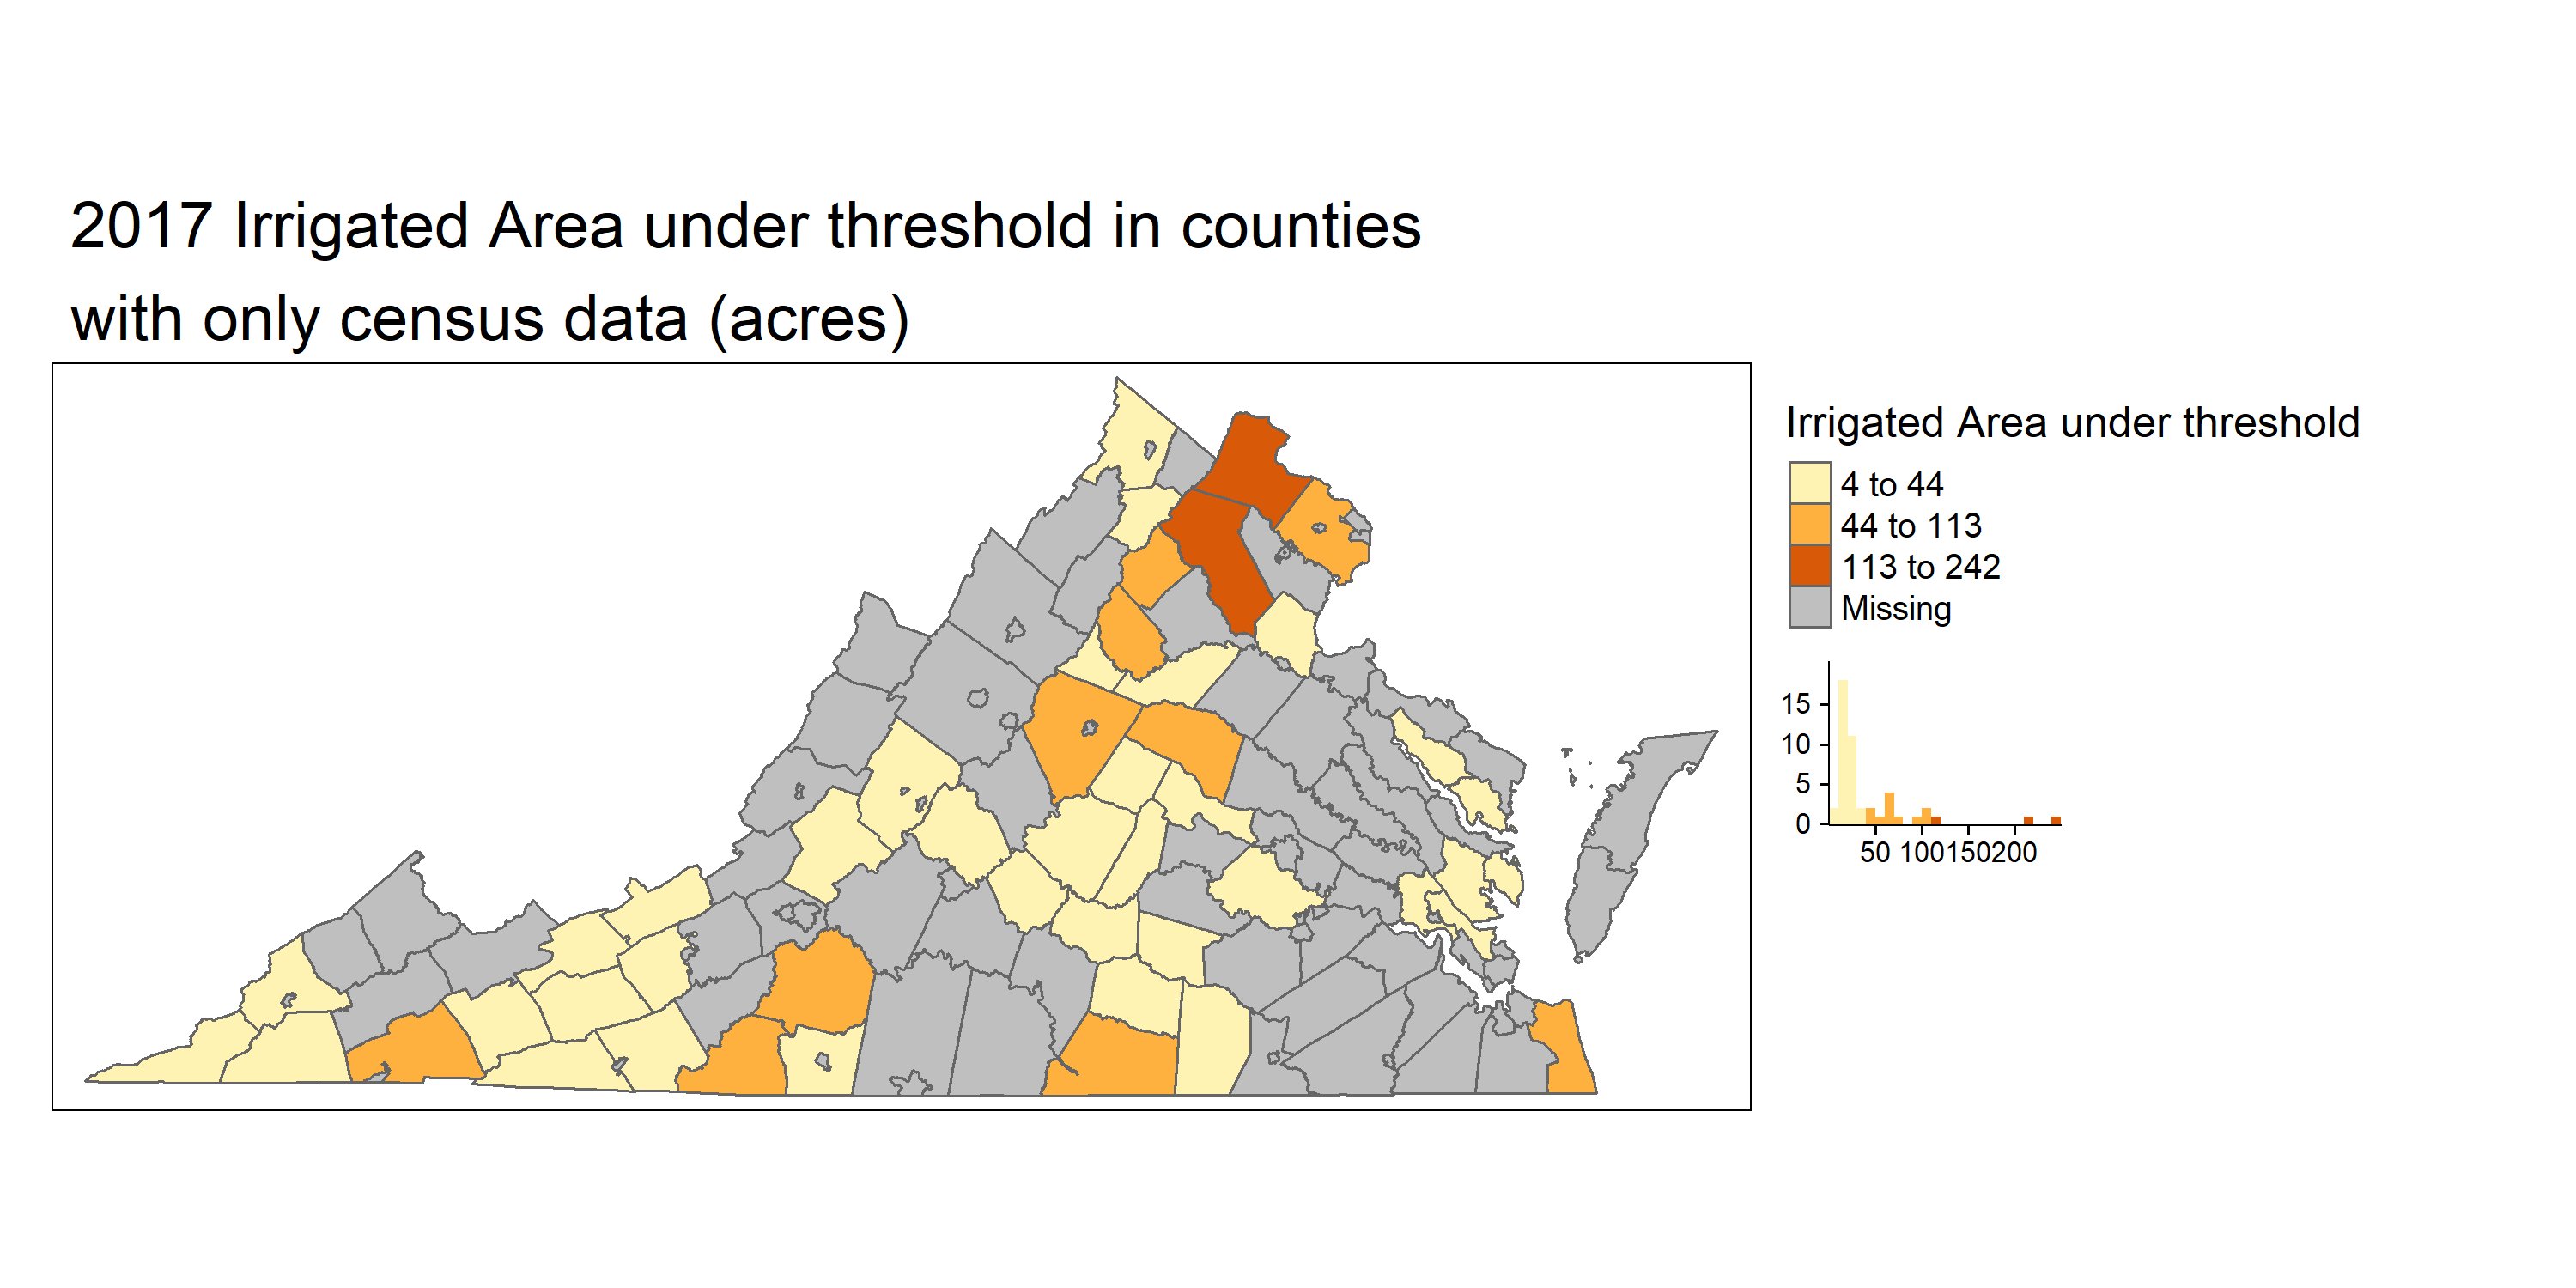 2017 Irrigated Area under threshold in counties
with only census data (acres)
Irrigated Area under threshold
4 to 44
44 to 113
113 to 242
Missing
15
10
5
0
50 100150200